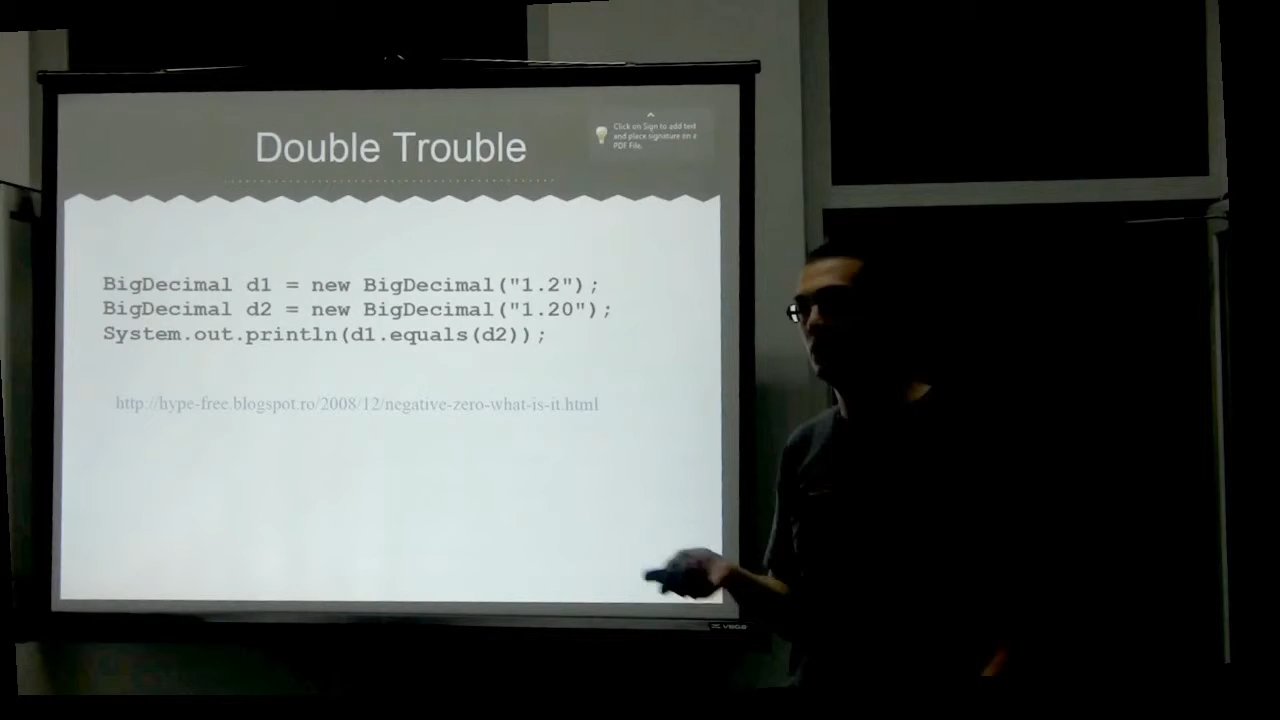 Double Trouble
Click on Sign to add text
and place signature on a
PDF File.
BigDecimal d1 = new BigDecimal("1.2");
BigDecimal d2 = new BigDecimal("1.20");
System.out.println(d1.equals(d2));
http://hype-free.blogspot.ro/2008/12/negative-zero-what-is-it.html
VEGA